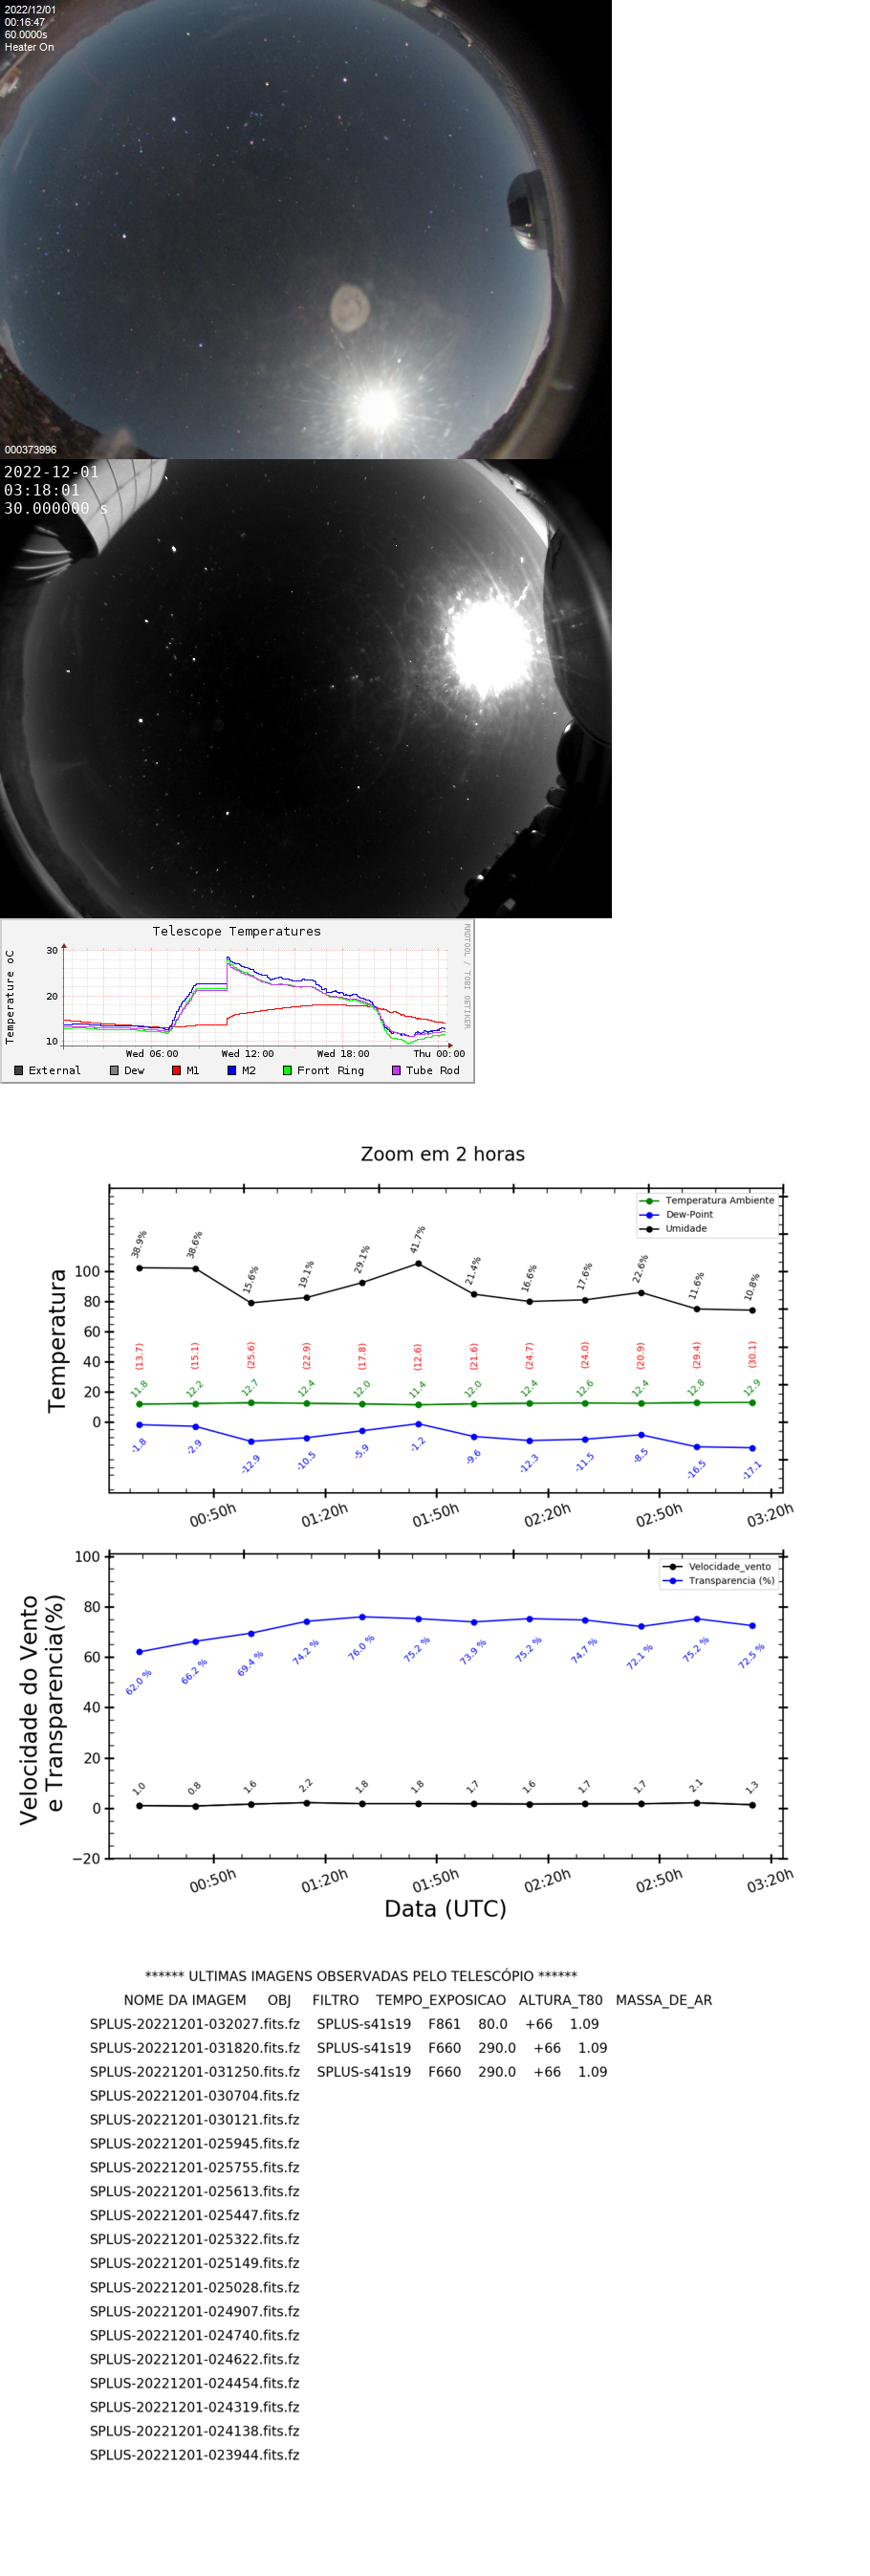 2022/12/01
00:16:47
60.0000s
Heater On
000373996
2022-12-01
03:18:01
30.000000 s
Telescope Temperatures
RRDTOOL / TOBI OETIKER
Temperature oC
30
20
10
Wed 06:00 Wed 12:00 Wed 18:00 Thu 00:00
External Dew M1 M2 Front Ring Tube Rod
Zoom em 2 horas
Temperatura Ambiente
Dew-Point
Umidade
Temperatura
100
80
60
40
20
0
38.9% 38.6% 15.6% 19.1% 29.1% 41.7% 21.4% 16.6% 17.6% 22.6% 11.6% 10.8%
(13.7) (15.1) (25.6) (22.9) (17.8) (12.6) (21.6) (24.7) (24.0) (20.9) (29.4) (30.1)
11.8 12.2 12.7 12.4 12.0 11.4 12.0 12.4 12.6 12.4 12.8 12.9
-1.8 -2.9 -12.9 -10.5 -5.9 -1.2 -9.6 -12.3 -11.5 -8.5 -16.5 -17.1
00:50h 01:20h 01:50h 02:20h 02:50h 03:20h
Velocidade_vento
Transparencia (%)
Velocidade do Vento
e Transparencia(%)
100
80
60
40
20
0
−20
62.0 % 66.2 % 69.4 % 74.2 % 76.0 % 75.2 % 73.9 % 75.2 % 74.7 % 72.1 % 75.2 % 72.5 %
1.0 0.8 1.6 2.2 1.8 1.8 1.7 1.6 1.7 1.7 2.1 1.3
00:50h 01:20h 01:50h 02:20h 02:50h 03:20h
Data (UTC)
****** ULTIMAS IMAGENS OBSERVADAS PELO TELESCÓPIO ******
NOME DA IMAGEM OBJ FILTRO TEMPO_EXPOSICAO ALTURA_T80 MASSA_DE_AR
SPLUS-20221201-032027.fits.fz SPLUS-s41s19 F861 80.0 +66 1.09
SPLUS-20221201-031820.fits.fz SPLUS-s41s19 F660 290.0 +66 1.09
SPLUS-20221201-031250.fits.fz SPLUS-s41s19 F660 290.0 +66 1.09
SPLUS-20221201-030704.fits.fz
SPLUS-20221201-030121.fits.fz
SPLUS-20221201-025945.fits.fz
SPLUS-20221201-025755.fits.fz
SPLUS-20221201-025613.fits.fz
SPLUS-20221201-025447.fits.fz
SPLUS-20221201-025322.fits.fz
SPLUS-20221201-025149.fits.fz
SPLUS-20221201-025028.fits.fz
SPLUS-20221201-024907.fits.fz
SPLUS-20221201-024740.fits.fz
SPLUS-20221201-024622.fits.fz
SPLUS-20221201-024454.fits.fz
SPLUS-20221201-024319.fits.fz
SPLUS-20221201-024138.fits.fz
SPLUS-20221201-023944.fits.fz